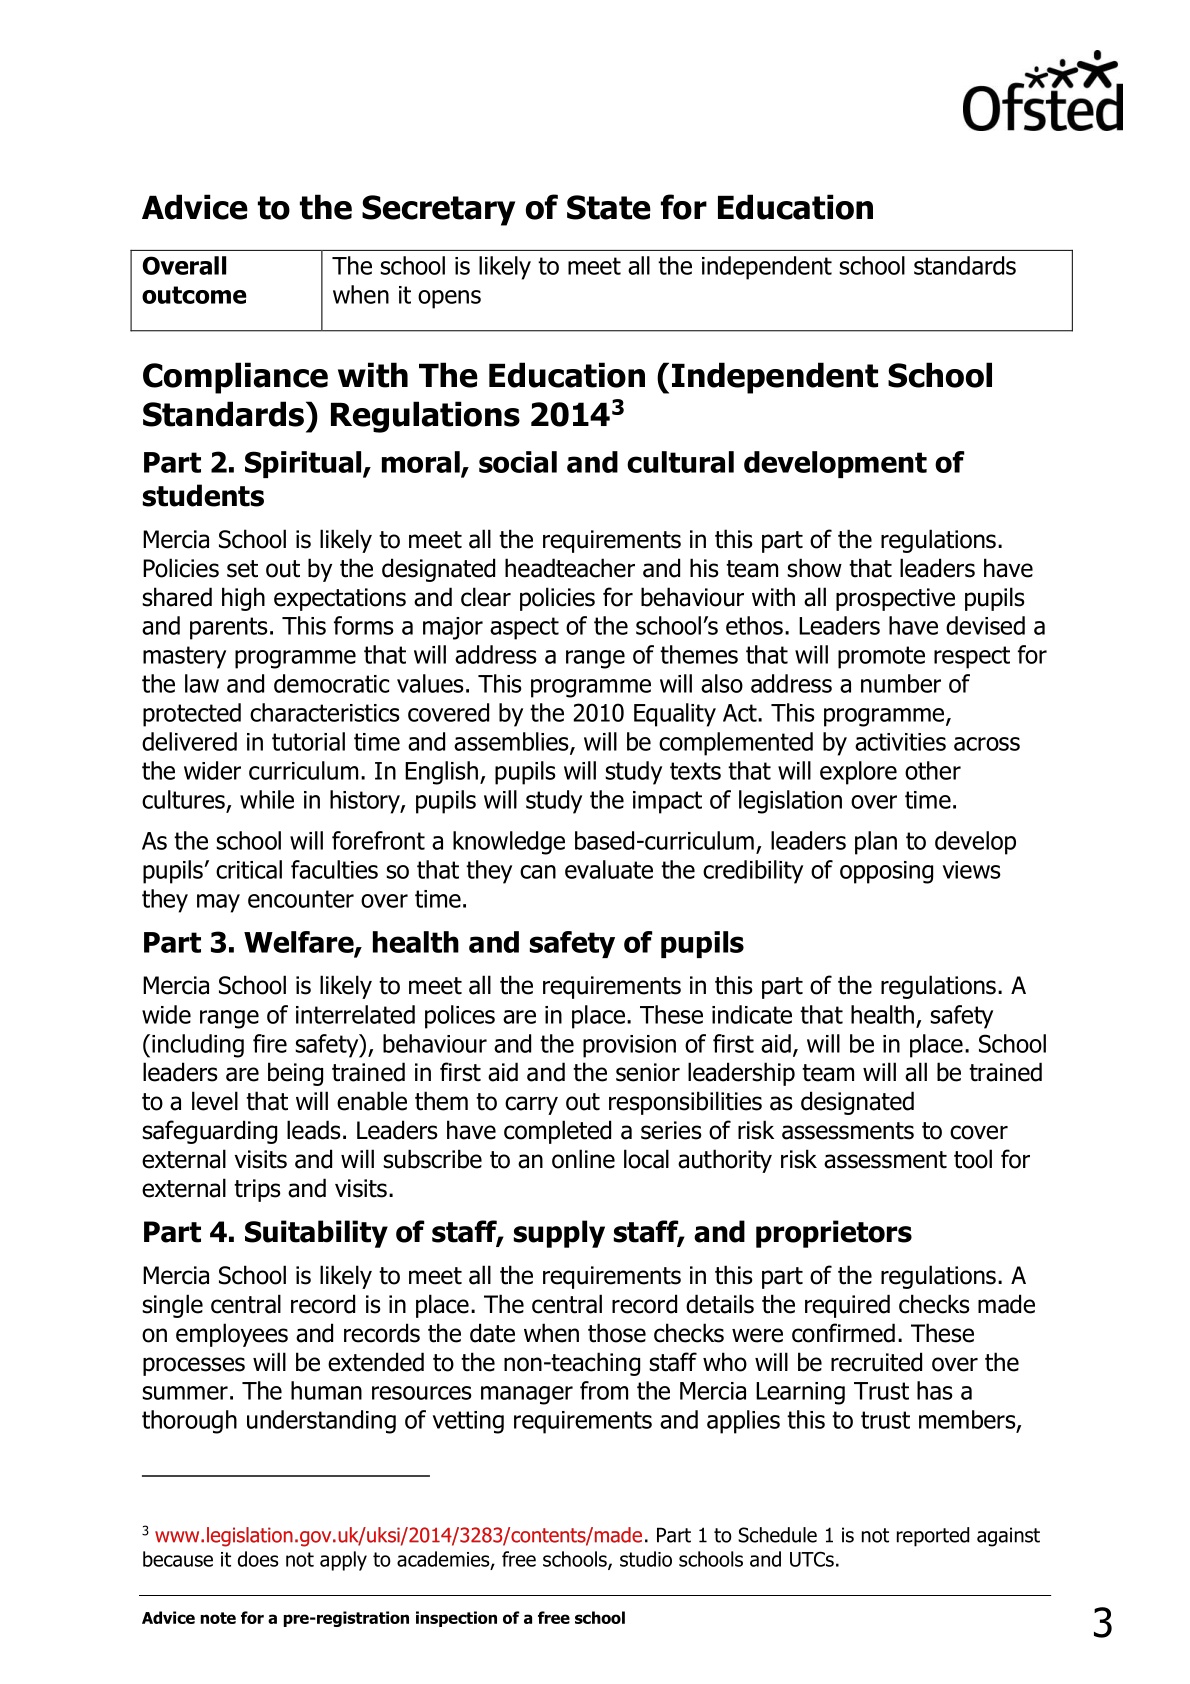 Ofsted
Advice to the Secretary of State for Education
Overall
outcome
The school is likely to meet all the independent school standards
when it opens
Compliance with The Education (Independent School
Standards) Regulations 2014³
Part 2. Spiritual, moral, social and cultural development of
students
Mercia School is likely to meet all the requirements in this part of the regulations.
Policies set out by the designated headteacher and his team show that leaders have
shared high expectations and clear policies for behaviour with all prospective pupils
and parents. This forms a major aspect of the school’s ethos. Leaders have devised a
mastery programme that will address a range of themes that will promote respect for
the law and democratic values. This programme will also address a number of
protected characteristics covered by the 2010 Equality Act. This programme,
delivered in tutorial time and assemblies, will be complemented by activities across
the wider curriculum. In English, pupils will study texts that will explore other
cultures, while in history, pupils will study the impact of legislation over time.
As the school will forefront a knowledge based-curriculum, leaders plan to develop
pupils’ critical faculties so that they can evaluate the credibility of opposing views
they may encounter over time.
Part 3. Welfare, health and safety of pupils
Mercia School is likely to meet all the requirements in this part of the regulations. A
wide range of interrelated polices are in place. These indicate that health, safety
(including fire safety), behaviour and the provision of first aid, will be in place. School
leaders are being trained in first aid and the senior leadership team will all be trained
to a level that will enable them to carry out responsibilities as designated
safeguarding leads. Leaders have completed a series of risk assessments to cover
external visits and will subscribe to an online local authority risk assessment tool for
external trips and visits.
Part 4. Suitability of staff, supply staff, and proprietors
Mercia School is likely to meet all the requirements in this part of the regulations. A
single central record is in place. The central record details the required checks made
on employees and records the date when those checks were confirmed. These
processes will be extended to the non-teaching staff who will be recruited over the
summer. The human resources manager from the Mercia Learning Trust has a
thorough understanding of vetting requirements and applies this to trust members,
³ www.legislation.gov.uk/uksi/2014/3283/contents/made. Part 1 to Schedule 1 is not reported against
because it does not apply to academies, free schools, studio schools and UTCs.
Advice note for a pre-registration inspection of a free school
3